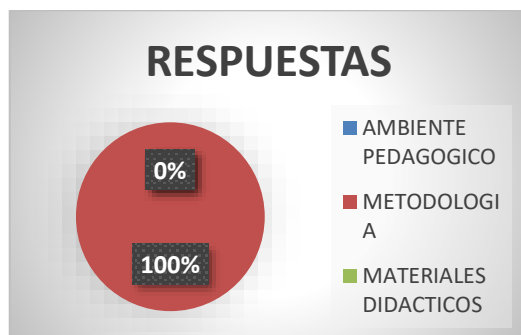 RESPUESTAS
0%
100%
AMBIENTE
PEDAGOGICO
METODOLOGI
A
MATERIALES
DIDACTICOS